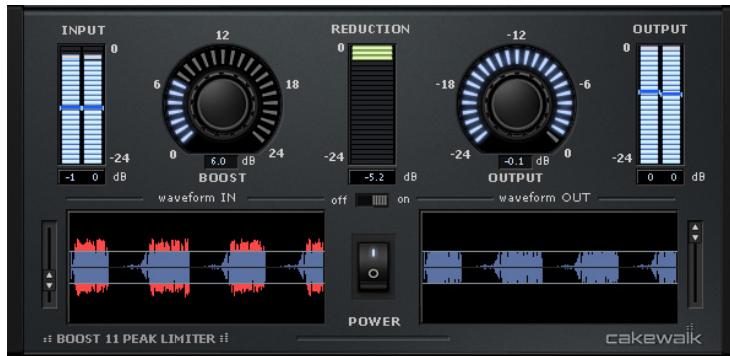 INPUT
0
-24
-1 0 dB
12
6
18
0
24
6.0 dB
BOOST
REDUCTION
0
-24
-5.2 dB
-12
-18
-6
-24
0
-0.1 dB
OUTPUT
OUTPUT
0
-24
0 0 dB
waveform IN
off on
waveform OUT
POWER
BOOST 11 PEAK LIMITER
cakewalk